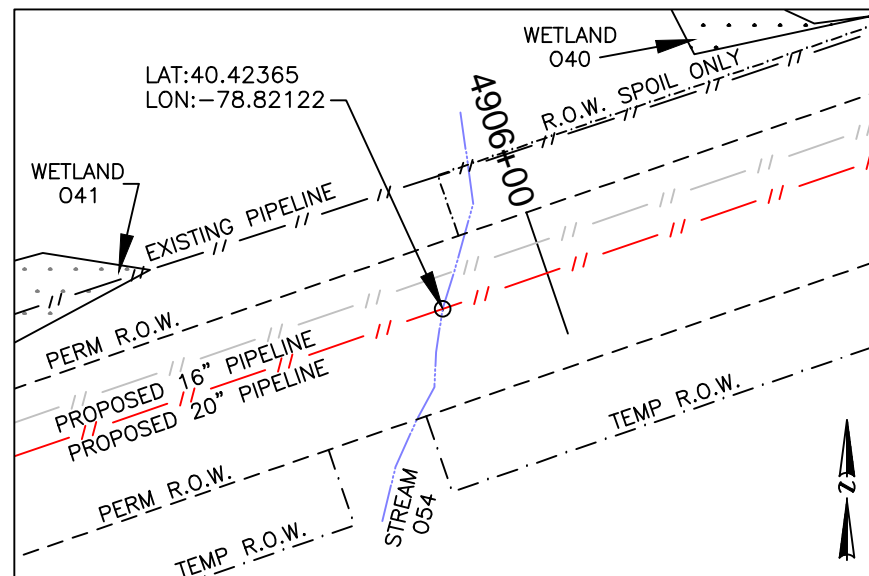 WETLAND
040
LAT:40.42365
LON:-78.82122
4906+00
R.O.W. SPOIL ONLY
WETLAND
041
EXISTING PIPELINE
PERM R.O.W.
PROPOSED 16" PIPELINE
PROPOSED 20" PIPELINE
TEMP R.O.W.
PERM R.O.W.
STREAM
054
TEMP R.O.W.
N